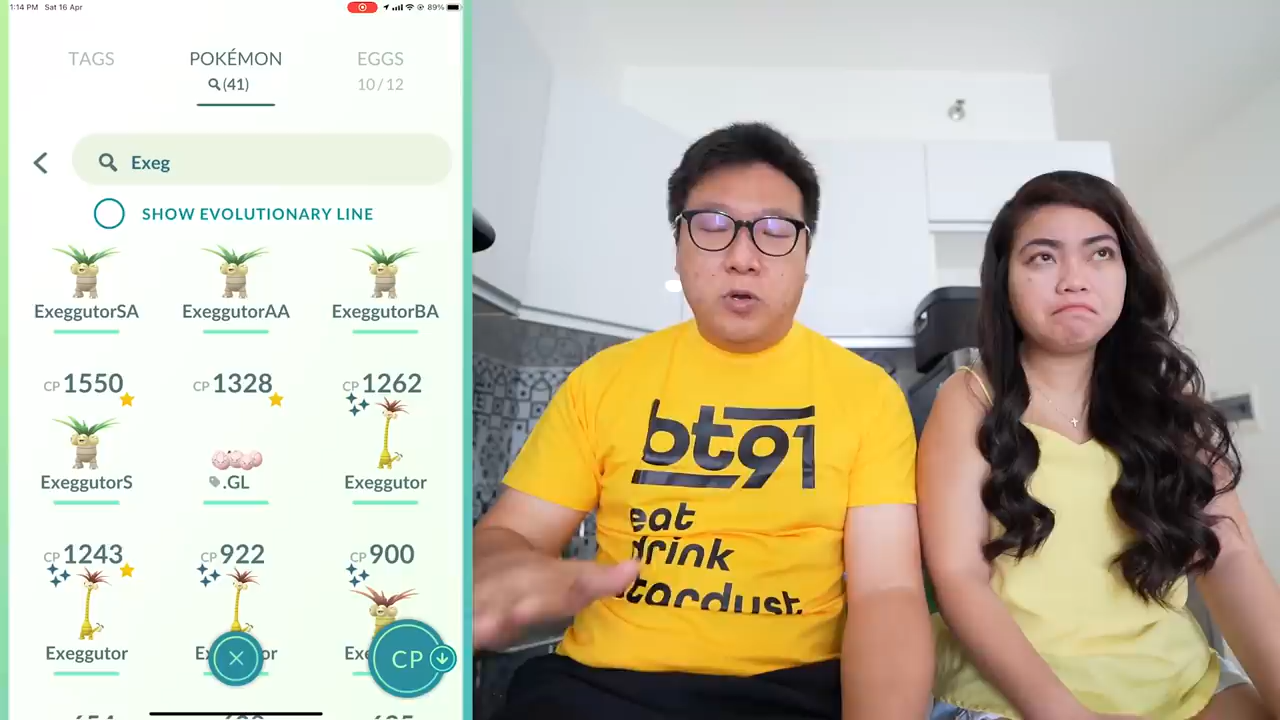 1:14 PM Sat 16 Apr 89%
TAGS POKÉMON EGGS
(41) 10/12
Exeg
SHOW EVOLUTIONARY LINE
ExeggutorSA ExeggutorAA ExeggutorBA
CP 1550 CP 1328 CP 1262
ExeggutorS .GL Exeggutor
CP 1243 CP 922 CP 900
Exeggutor
CP
bt91
eat
drink
stardust